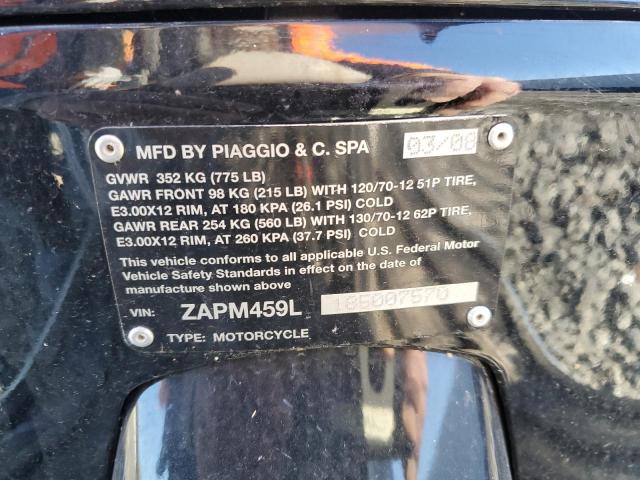 MFD BY PIAGGIO & C. SPA 03/08
GVWR 352 KG (775 LB)
GAWR FRONT 98 KG (215 LB) WITH 120/70-12 51P TIRE,
E3.00X12 RIM, AT 180 KPA (26.1 PSI) COLD
GAWR REAR 254 KG (560 LB) WITH 130/70-12 62P TIRE,
E3.00X12 RIM, AT 260 KPA (37.7 PSI) COLD
This vehicle conforms to all applicable U.S. Federal Motor
Vehicle Safety Standards in effect on the date of
manufacture shown above
VIN: ZAPM459L 185007570
TYPE: MOTORCYCLE